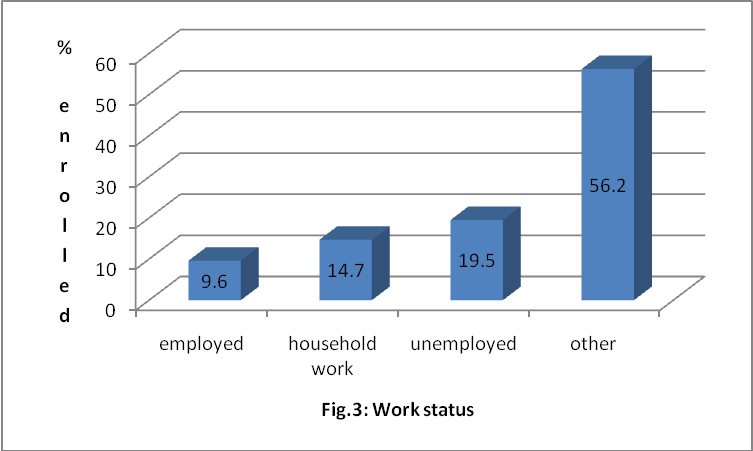 % enrolled
60
50
40
30
20
10
0
9.6
14.7
19.5
56.2
employed
household work
unemployed
other
Fig.3: Work status